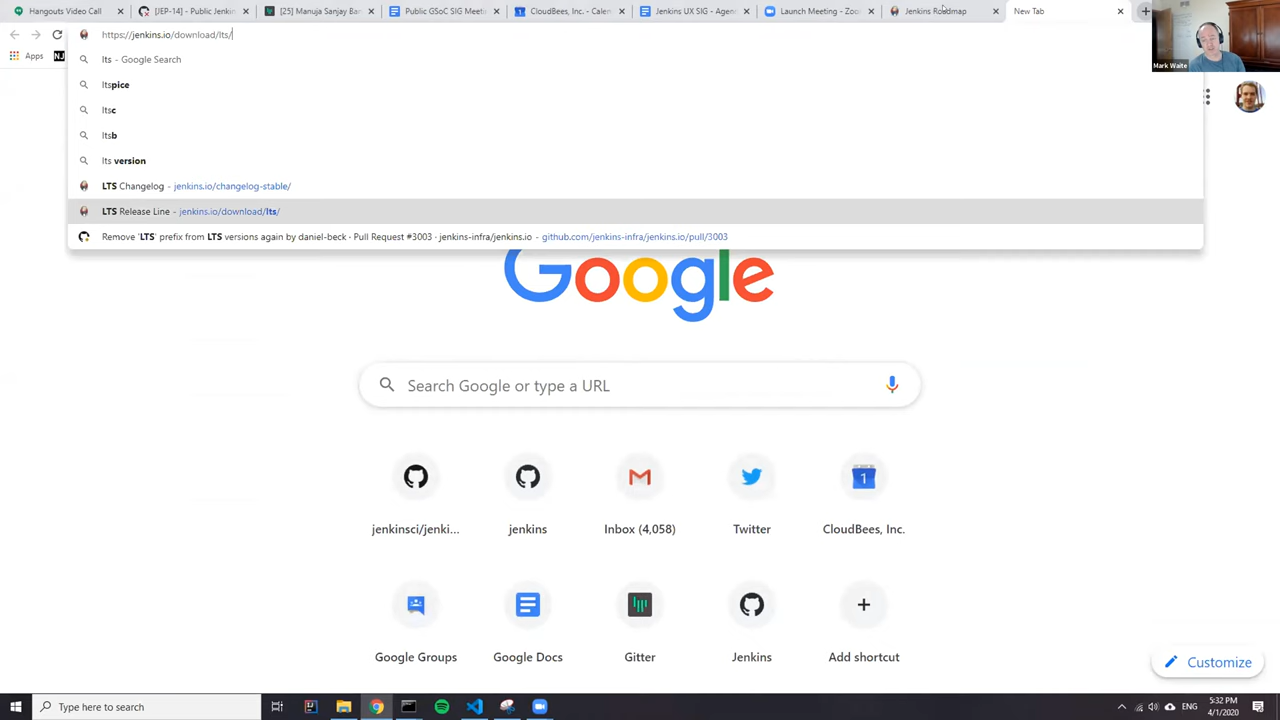 Hangouts Video Call
[JEP-14] - Public Jenkin
[25] Manuja Sanjay Ban
Public GSoC SIG Meetin
CloudBees, Inc. - Calen
Jenkins UX SIG - Agend
Launch Meeting - Zoo
Jenkins Roadmap
New Tab
https://jenkins.io/download/lts/
Apps
NJ
lts - Google Search
ltspice
ltsc
ltsb
lts version
LTS Changelog - jenkins.io/changelog-stable/
LTS Release Line - jenkins.io/download/lts/
Remove 'LTS' prefix from LTS versions again by daniel-beck · Pull Request #3003 · jenkins-infra/jenkins.io - github.com/jenkins-infra/jenkins.io/pull/3003
Mark Waite
Google
Search Google or type a URL
jenkinsci/jenki...
jenkins
Inbox (4,058)
Twitter
1
CloudBees, Inc.
Google Groups
Google Docs
Gitter
Jenkins
Add shortcut
Customize
Type here to search
ENG
5:32 PM
4/1/2020